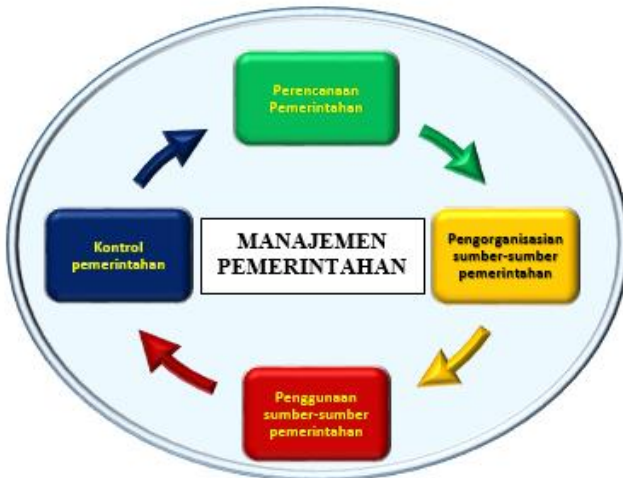 Perencanaan
Pemerintahan
Kontrol
pemerintahan
MANAJEMEN
PEMERINTAHAN
Pengorganisasian
sumber-sumber
pemerintahan
Penggunaan
sumber-sumber
pemerintahan